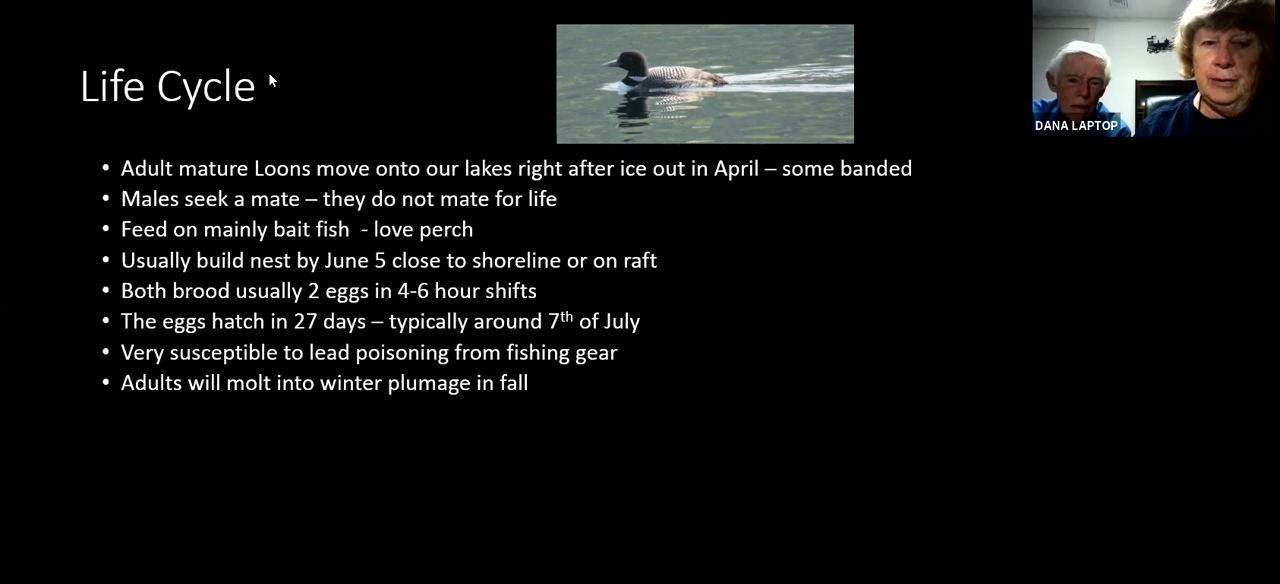 Life Cycle
DANA LAPTOP
• Adult mature Loons move onto our lakes right after ice out in April – some banded
• Males seek a mate – they do not mate for life
• Feed on mainly bait fish  - love perch
• Usually build nest by June 5 close to shoreline or on raft
• Both brood usually 2 eggs in 4-6 hour shifts
• The eggs hatch in 27 days – typically around 7th of July
• Very susceptible to lead poisoning from fishing gear
• Adults will molt into winter plumage in fall